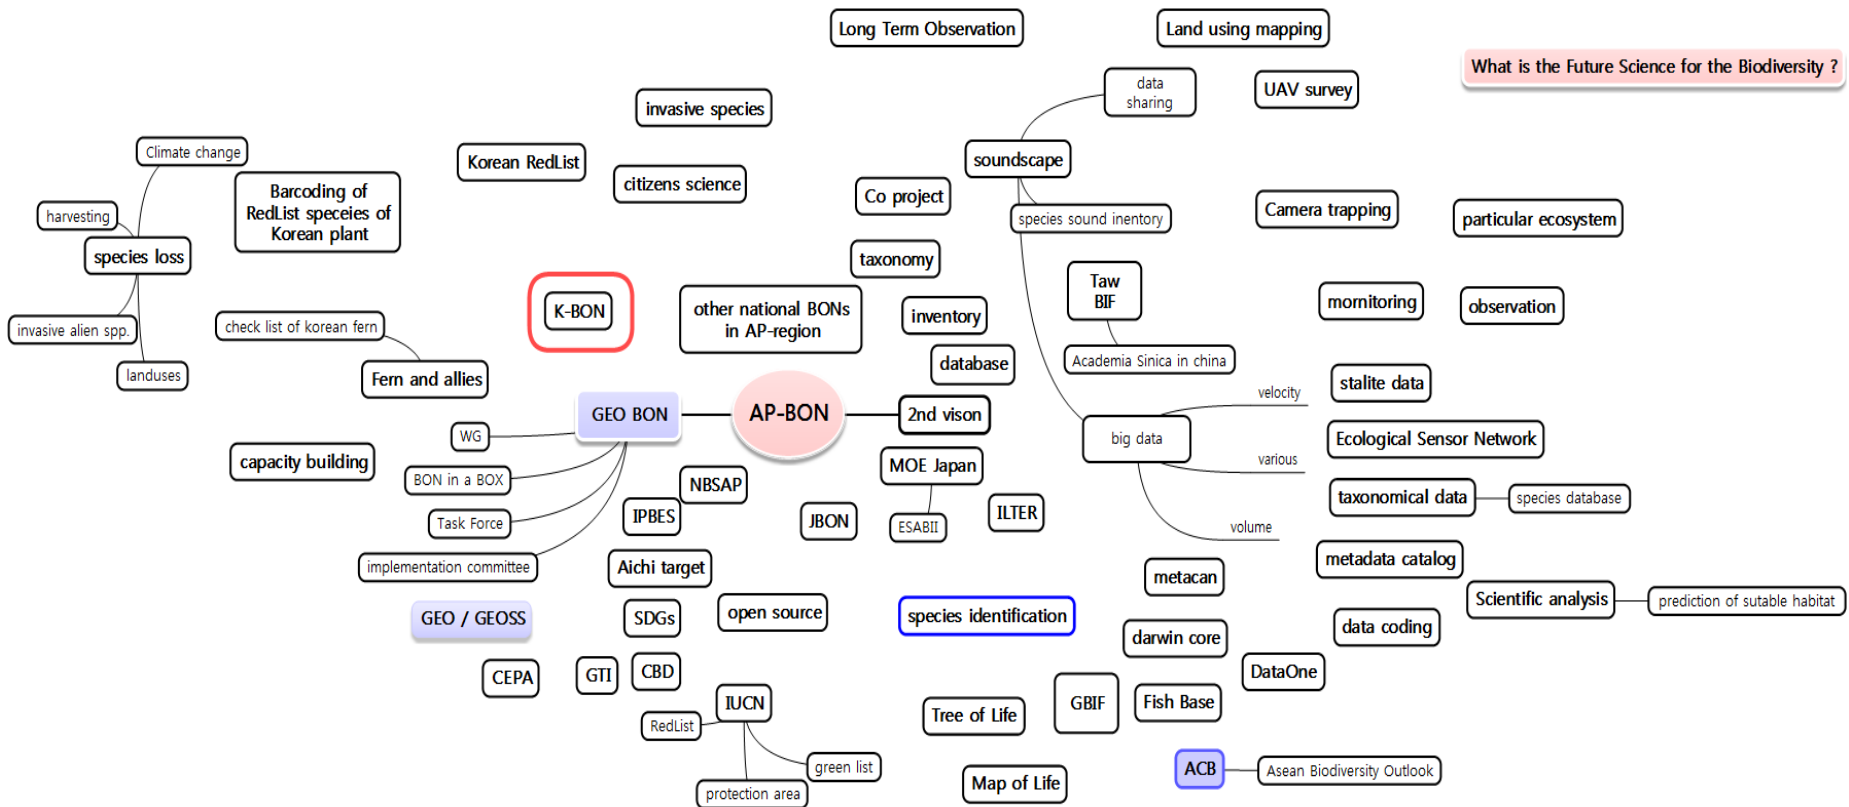 Long Term Observation
Land using mapping
What is the Future Science for the Biodiversity ?
data
sharing
UAV survey
invasive species
Climate change
Korean RedList
soundscape
citizens science
Barcoding of
RedList speceies of
Korean plant
Co project
harvesting
species sound inentory
Camera trapping
particular ecosystem
species loss
taxonomy
Taw
BIF
K-BON
other national BONs
in AP-region
inventory
mornitoring
observation
invasive alien spp.
check list of korean fern
database
Academia Sinica in china
landuses
Fern and allies
velocity
stalite data
GEO BON
AP-BON
2nd vison
WG
big data
Ecological Sensor Network
capacity building
various
BON in a BOX
NBSAP
MOE Japan
taxonomical data
species database
Task Force
IPBES
JBON
ESABII
ILTER
volume
implementation committee
Aichi target
metacan
metadata catalog
GEO / GEOSS
SDGs
open source
species identification
Scientific analysis
prediction of sutable habitat
darwin core
data coding
CEPA
GTI
CBD
DataOne
IUCN
RedList
Tree of Life
GBIF
Fish Base
green list
protection area
Map of Life
ACB
Asean Biodiversity Outlook